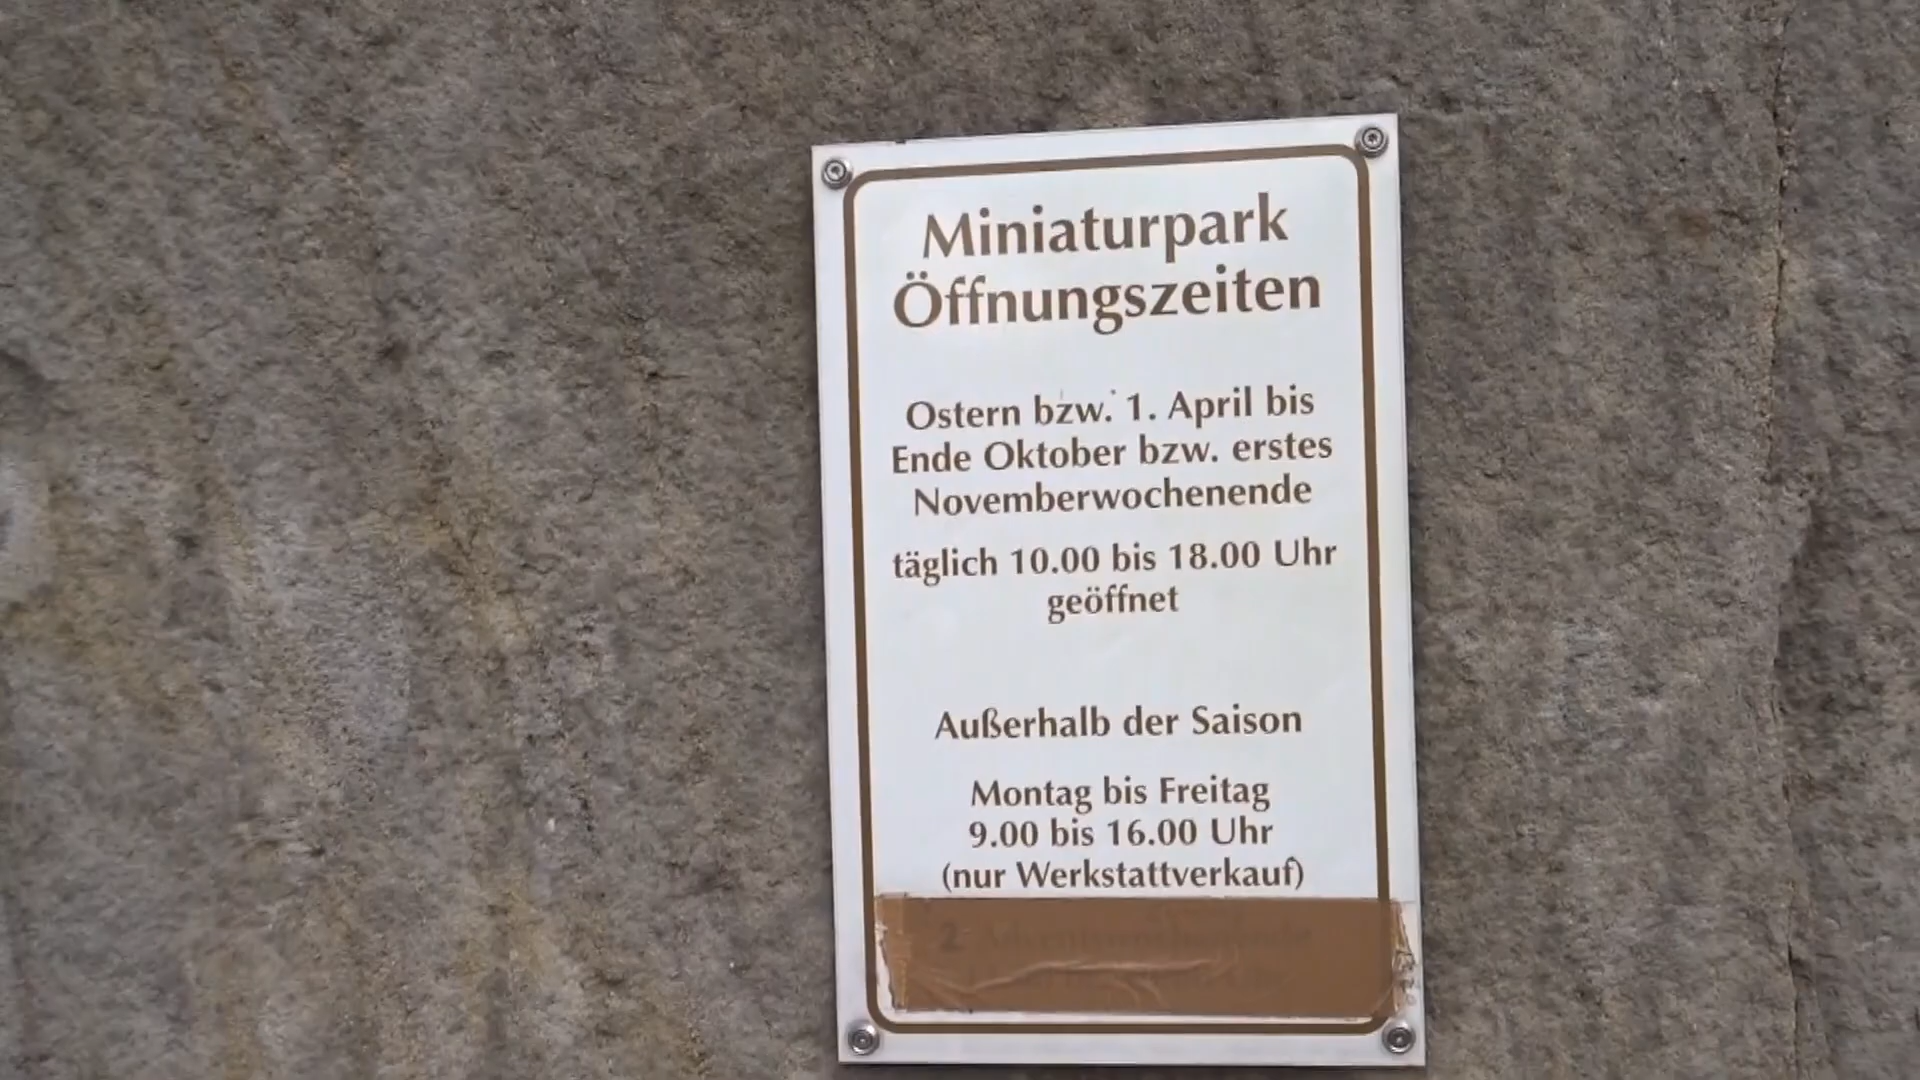 Miniaturpark
Öffnungszeiten
Ostern bzw. 1. April bis
Ende Oktober bzw. erstes
Novemberwochenende
täglich 10.00 bis 18.00 Uhr
geöffnet
Außerhalb der Saison
Montag bis Freitag
9.00 bis 16.00 Uhr
(nur Werkstattverkauf)